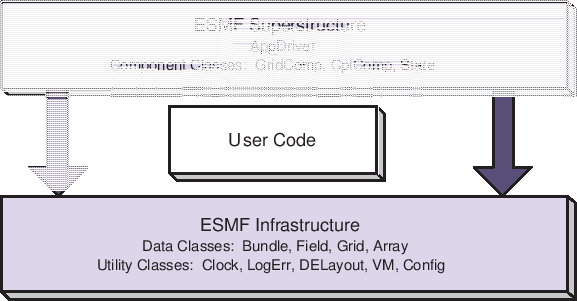 ESMF Superstructure
AppDriver
Component Classes: GridComp, CplComp, State
User Code
ESMF Infrastructure
Data Classes: Bundle, Field, Grid, Array
Utility Classes: Clock, LogErr, DELayout, VM, Config